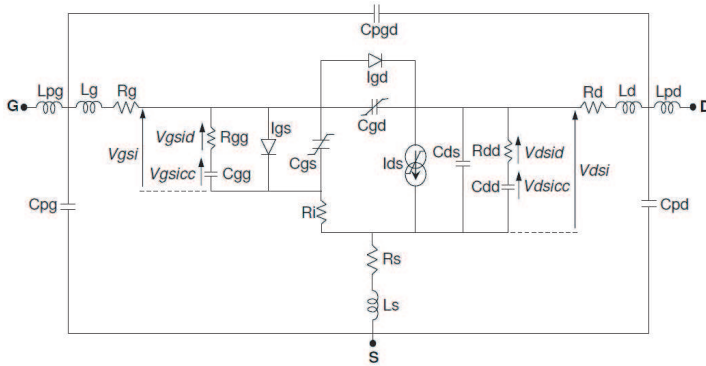 Cpgd
Lpg Lg Rg Igd Rd Ld Lpd
G D
Cgd
Vgsi Vgsid Rgg Igs Cgs Ids Cds Rdd Vdsid Vdsi
Vgsicc Cgg Cdd Vdsicc
Cpg Ri Cpd
Rs
Ls
S